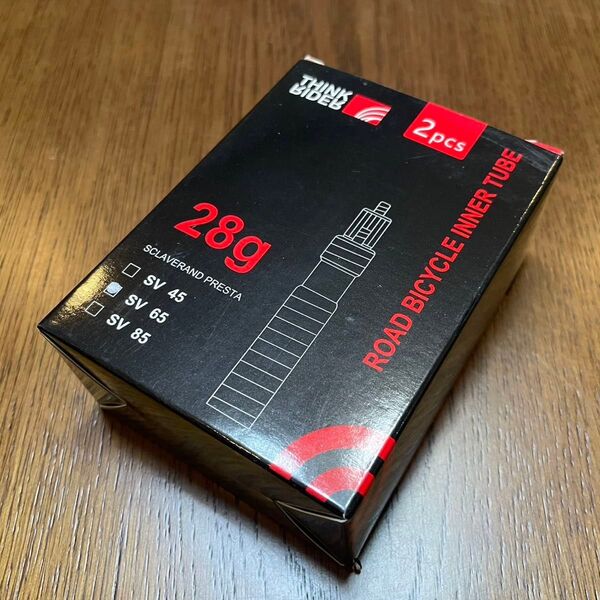 THINK
RIDER
2pcs
28g
SCLAVERAND PRESTA
SV 45
SV 65
SV 85
ROAD BICYCLE INNER TUBE